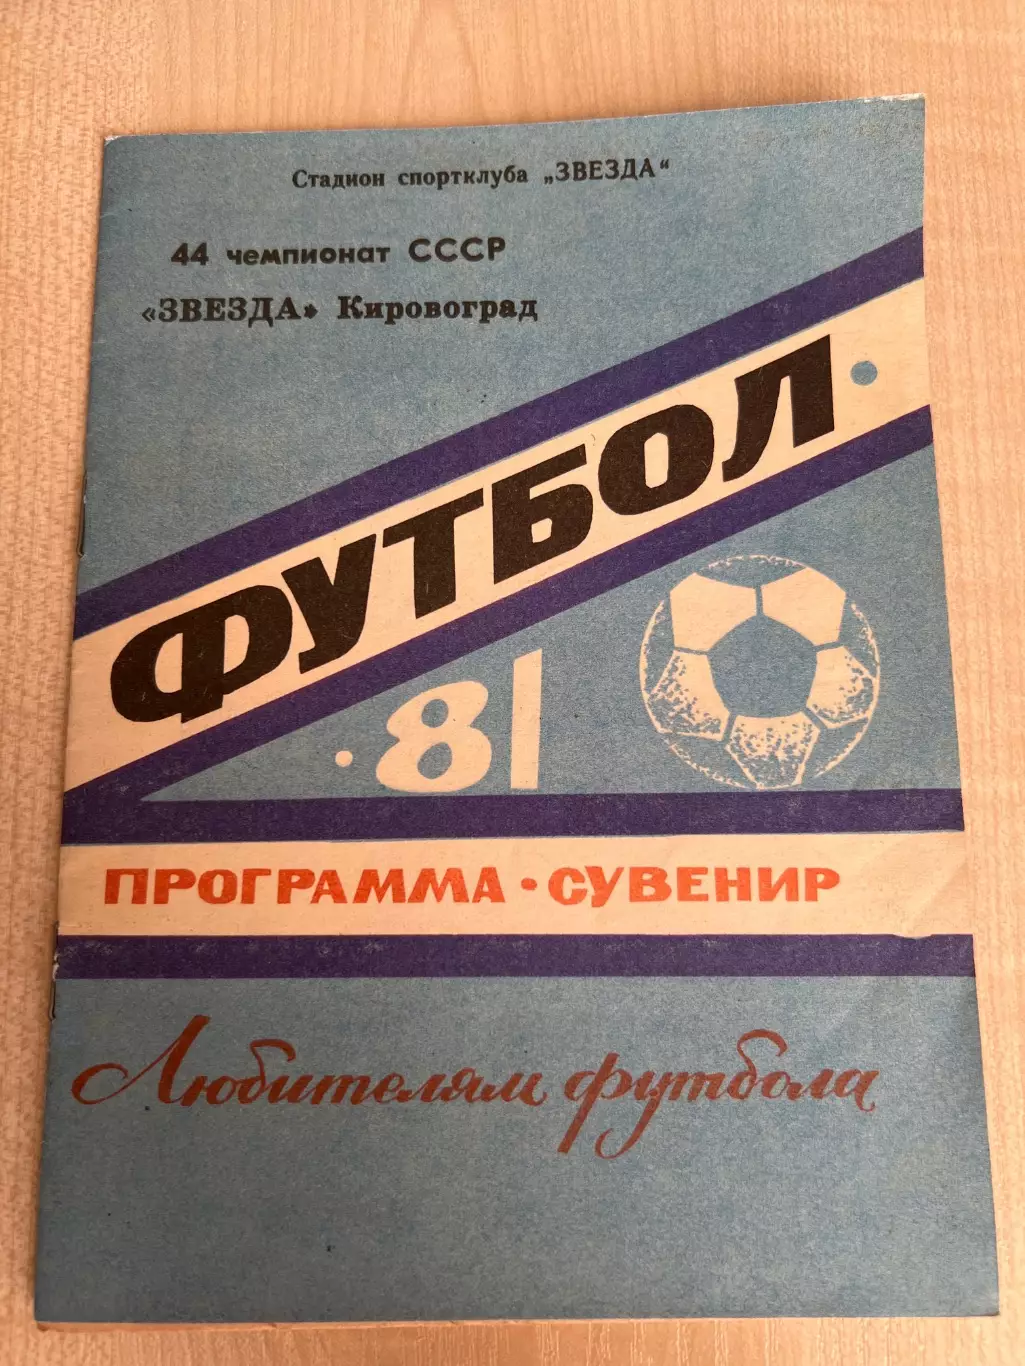 Стадион спортклуба „ЗВЕЗДА“
44 чемпионат СССР
«ЗВЕЗДА» Кировоград
ФУТБОЛ·
·81
ПРОГРАММА·СУВЕНИР
Любителям футбола